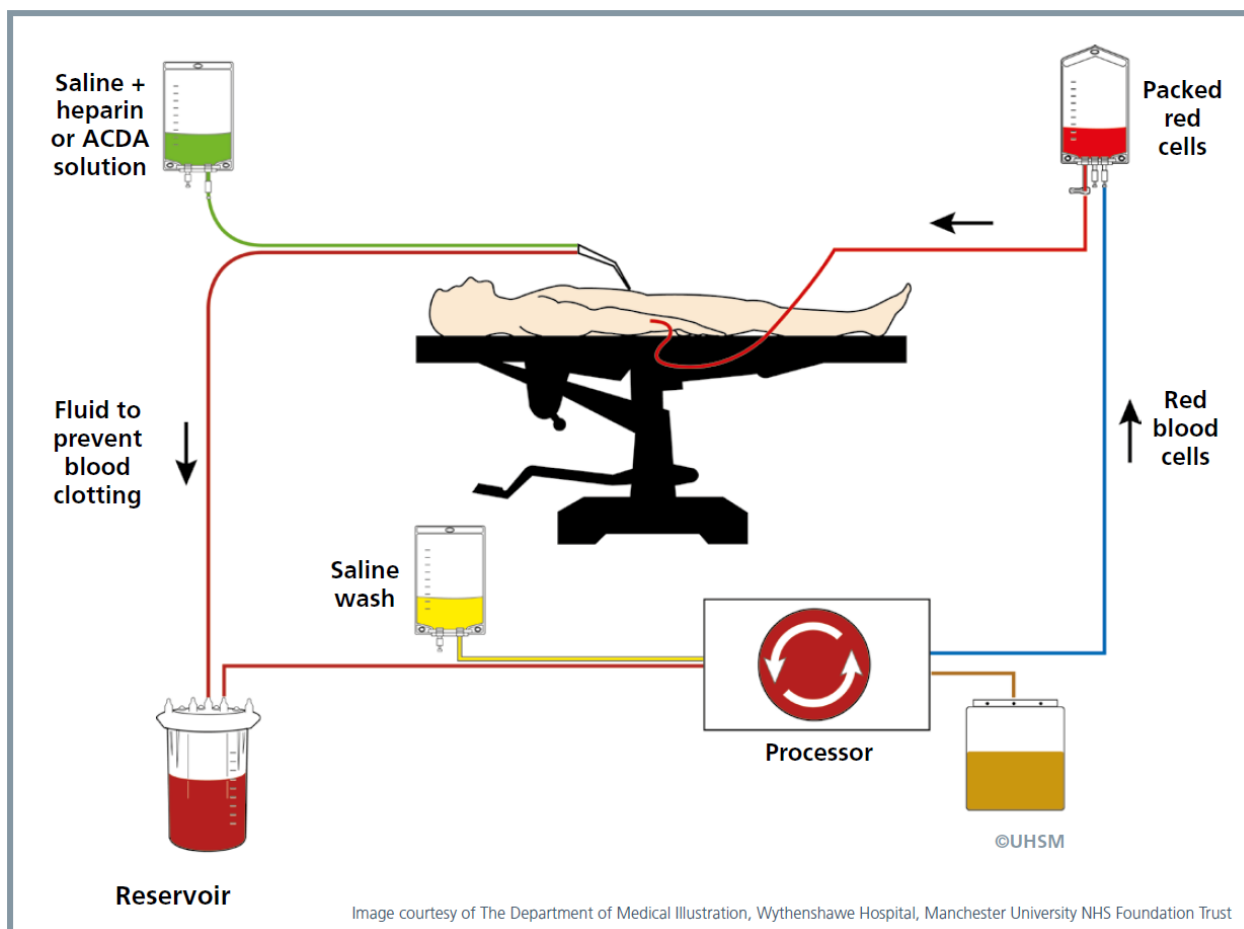 Saline +
heparin
or ACDA
solution
Packed
red
cells
Fluid to
prevent
blood
clotting
Red
blood
cells
Saline
wash
Processor
©UHSM
Reservoir
Image courtesy of The Department of Medical Illustration, Wythenshawe Hospital, Manchester University NHS Foundation Trust